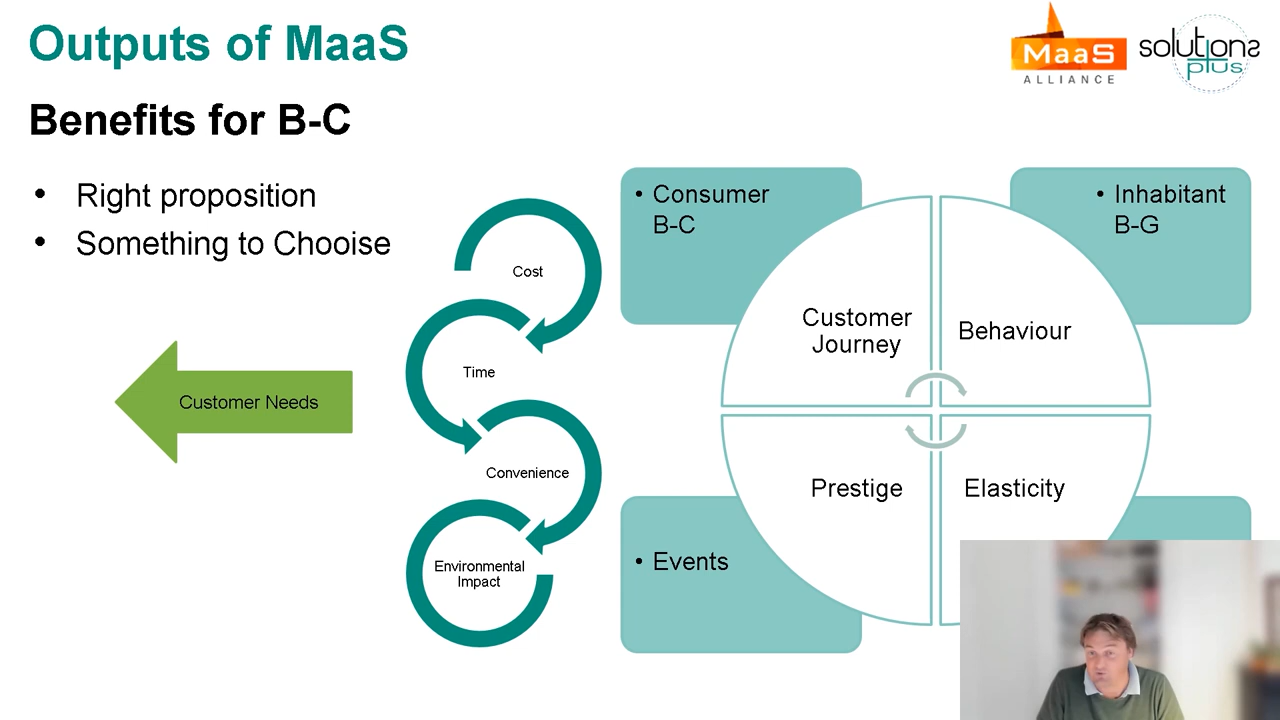 Outputs of MaaS
MaaS
ALLIANCE
solutions
plus
Benefits for B-C
• Right proposition
• Something to Chooise
Customer Needs
Cost
Time
Convenience
Environmental
Impact
• Consumer
B-C
• Inhabitant
B-G
Customer
Journey
Behaviour
Prestige
Elasticity
• Events